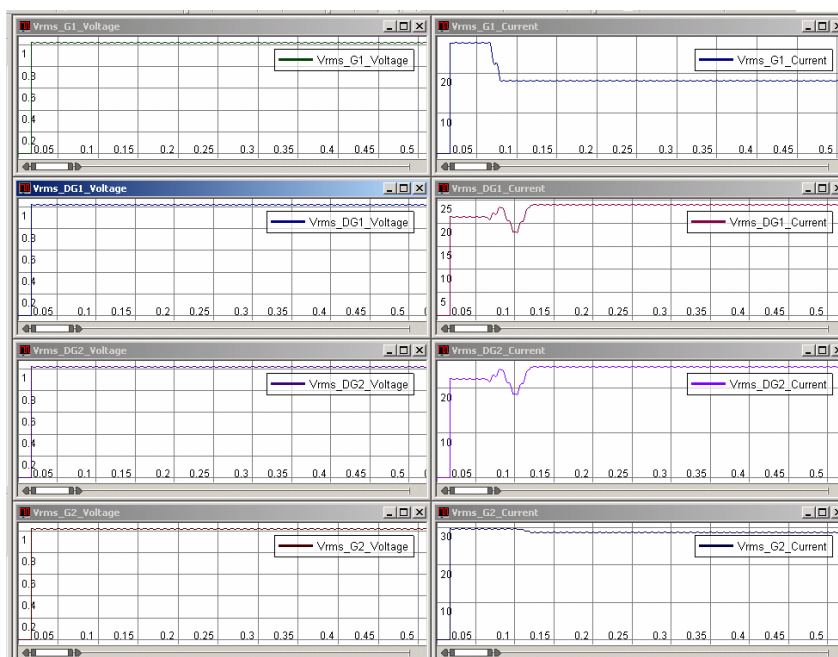 Vrms_G1_Voltage
1
0.8
0.6
0.4
0.2
0.05 0.1 0.15 0.2 0.25 0.3 0.35 0.4 0.45 0.5
Vrms_G1_Voltage
Vrms_G1_Current
20
10
0.05 0.1 0.15 0.2 0.25 0.3 0.35 0.4 0.45 0.5
Vrms_G1_Current
Vrms_DG1_Voltage
1
0.8
0.6
0.4
0.2
0.05 0.1 0.15 0.2 0.25 0.3 0.35 0.4 0.45 0.5
Vrms_DG1_Voltage
Vrms_DG1_Current
25
20
15
10
5
0.05 0.1 0.15 0.2 0.25 0.3 0.35 0.4 0.45 0.5
Vrms_DG1_Current
Vrms_DG2_Voltage
1
0.8
0.6
0.4
0.2
0.05 0.1 0.15 0.2 0.25 0.3 0.35 0.4 0.45
Vrms_DG2_Voltage
Vrms_DG2_Current
20
10
0.05 0.1 0.15 0.2 0.25 0.3 0.35 0.4 0.45 0.5
Vrms_DG2_Current
Vrms_G2_Voltage
1
0.8
0.6
0.4
0.2
0.05 0.1 0.15 0.2 0.25 0.3 0.35 0.4 0.45 0.5
Vrms_G2_Voltage
Vrms_G2_Current
30
20
10
0.05 0.1 0.15 0.2 0.25 0.3 0.35 0.4 0.45 0.5
Vrms_G2_Current